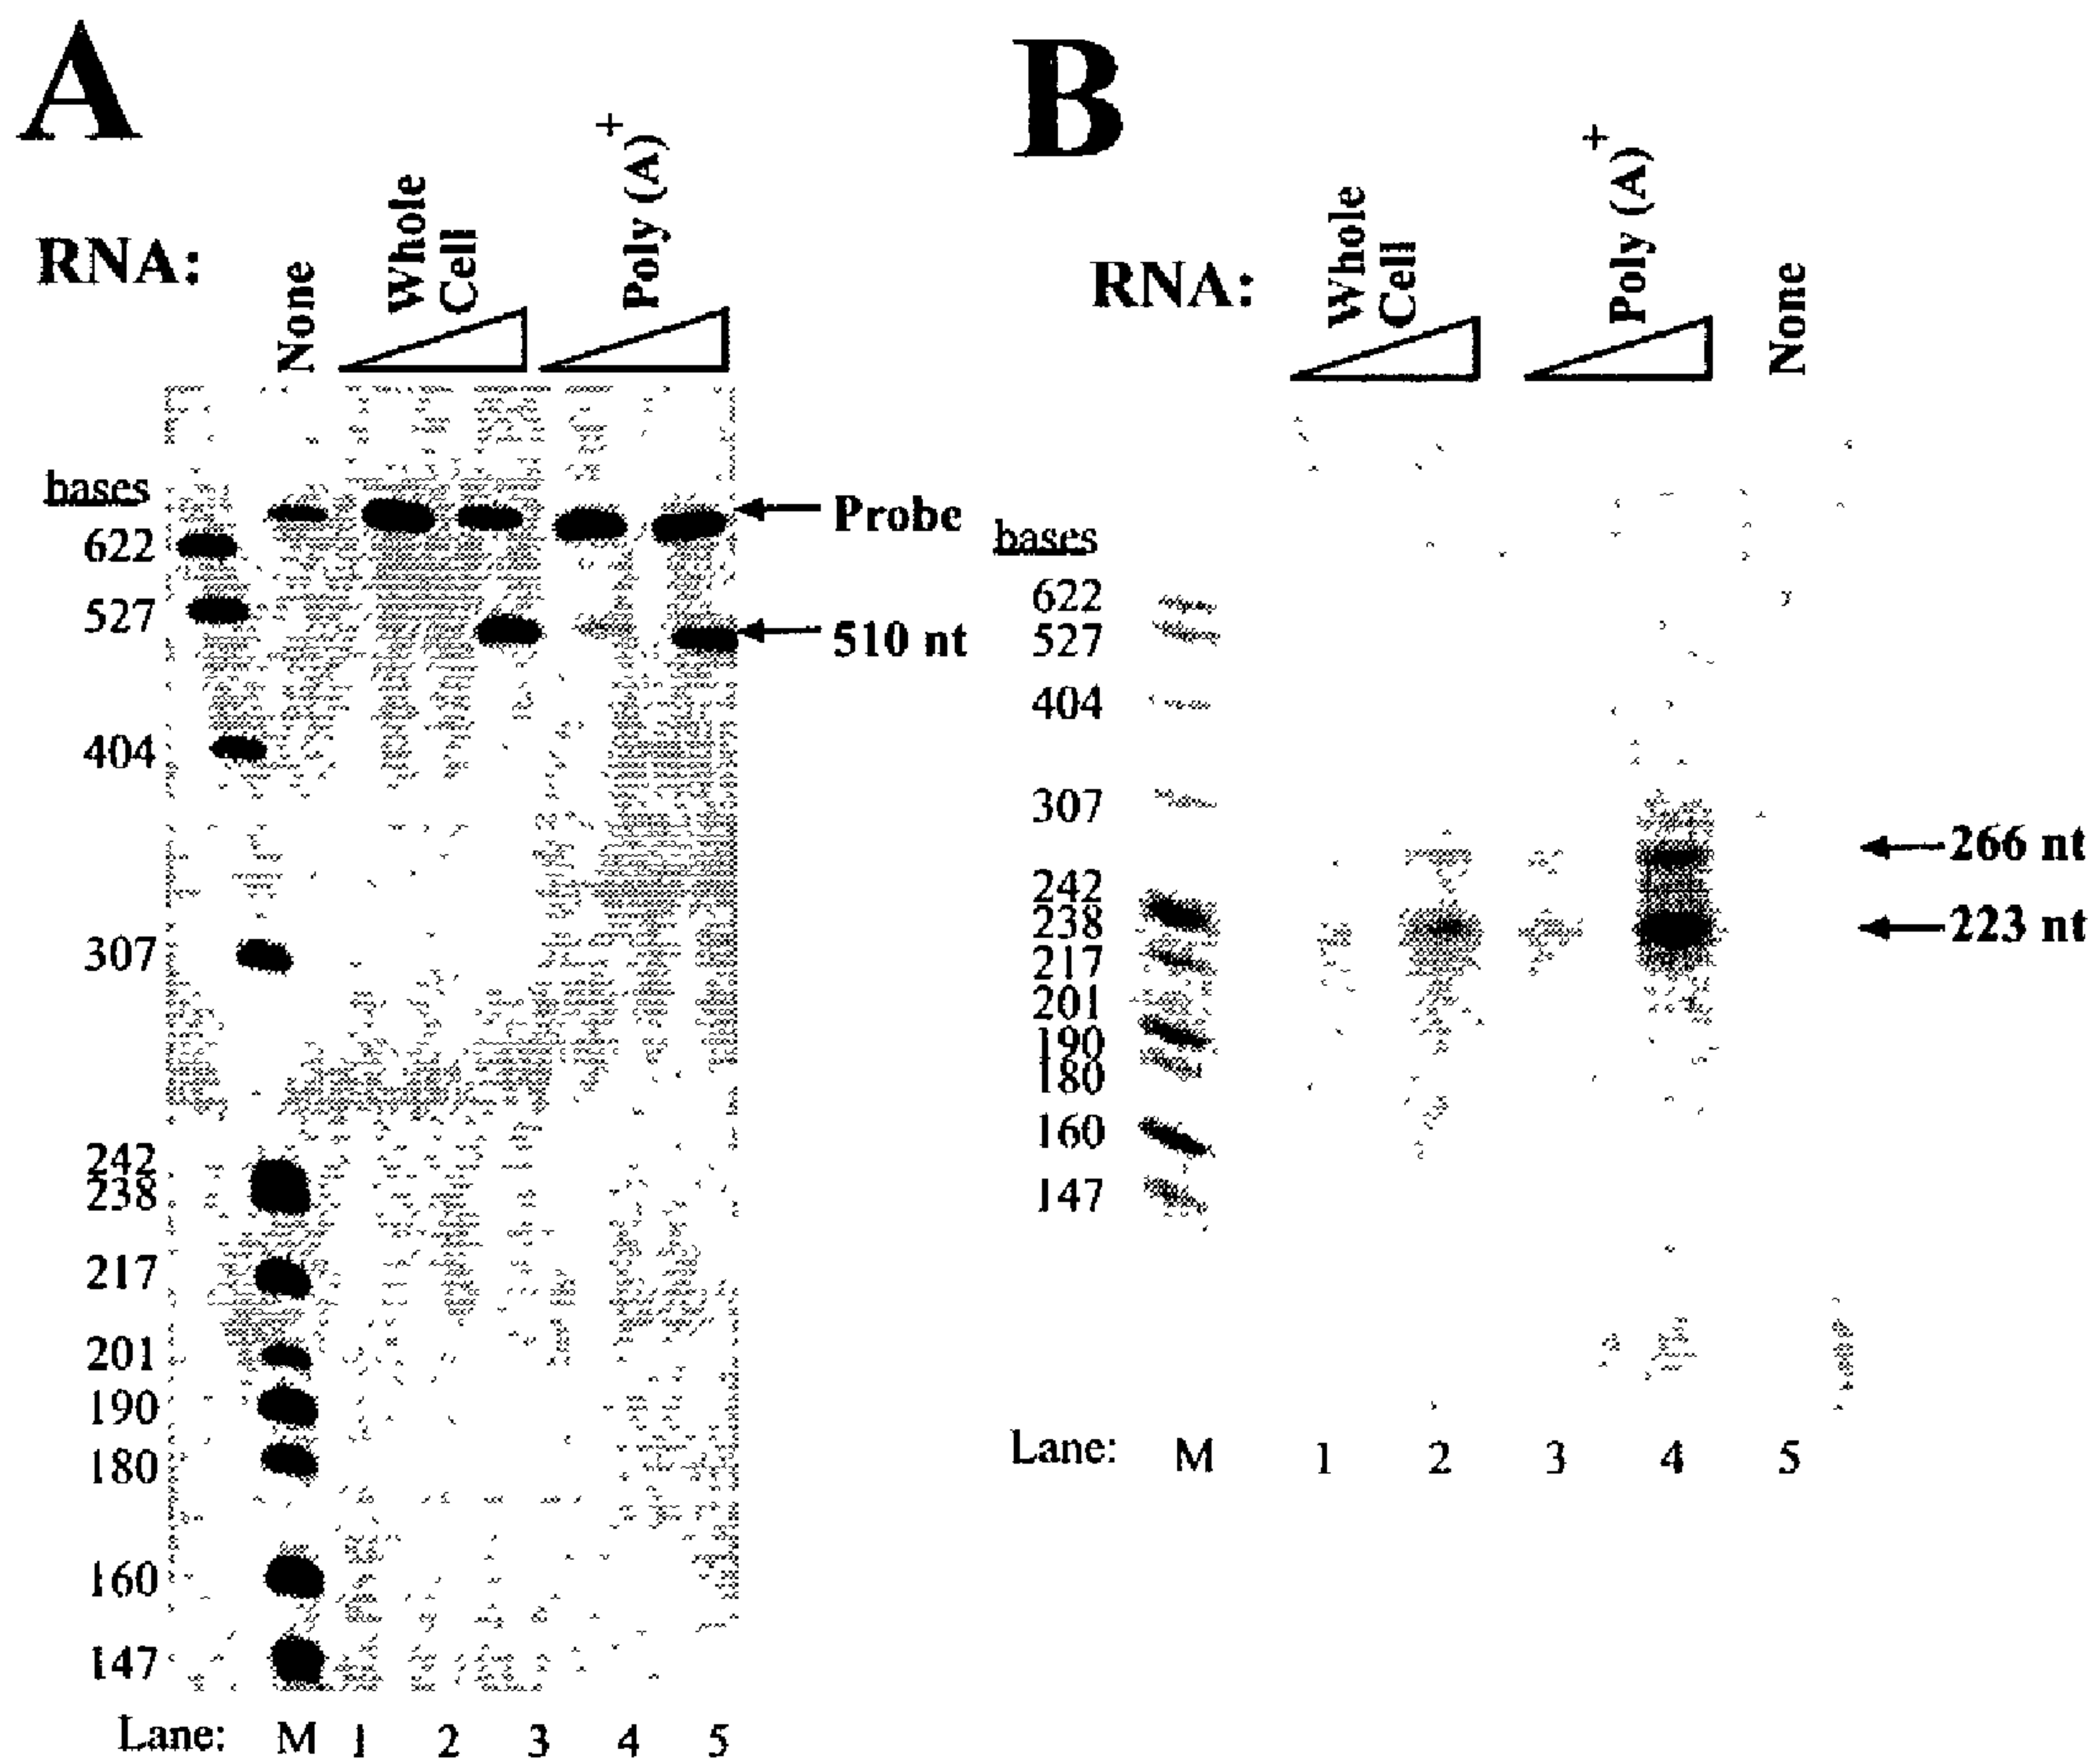 A
RNA:
None
Whole
Cell
Poly (A)+
bases
622
527
404
307
242
238
217
201
190
180
160
147
Probe
510 nt
Lane: M 1 2 3 4 5
B
RNA:
Whole
Cell
Poly (A)+
None
bases
622
527
404
307
242
238
217
201
190
180
160
147
266 nt
223 nt
Lane: M 1 2 3 4 5